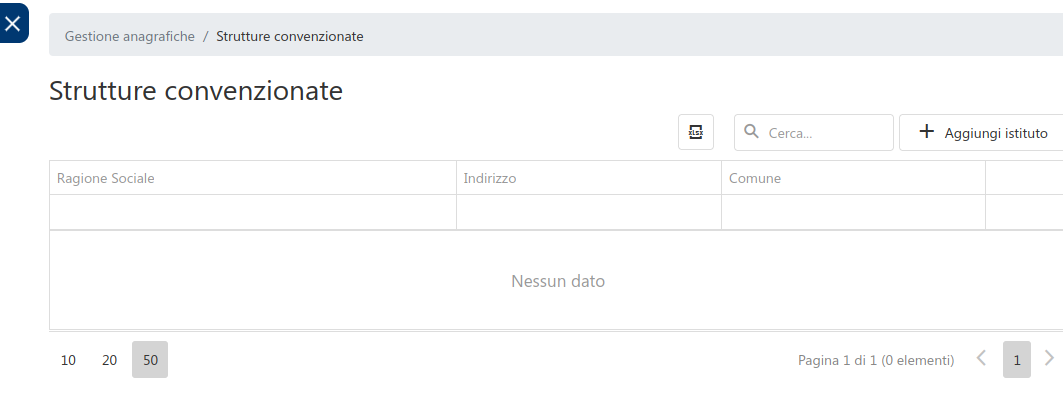 Gestione anagrafiche / Strutture convenzionate
Strutture convenzionate
xlsx
Cerca...
Aggiungi istituto
Ragione Sociale
Indirizzo
Comune
Nessun dato
10 20 50
Pagina 1 di 1 (0 elementi)
1